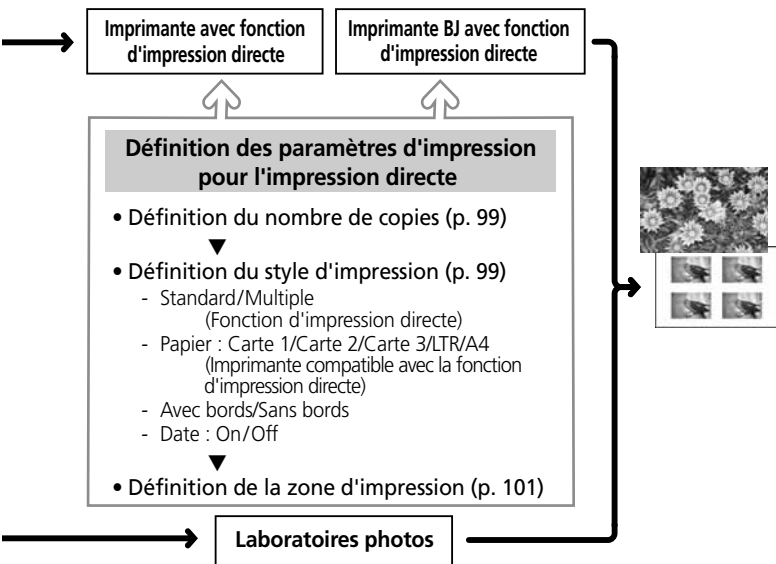 Imprimante avec fonction
d'impression directe
Imprimante BJ avec fonction
d'impression directe
Définition des paramètres d'impression
pour l'impression directe
• Définition du nombre de copies (p. 99)
▼
• Définition du style d'impression (p. 99)
- Standard/Multiple
(Fonction d'impression directe)
- Papier : Carte 1/Carte 2/Carte 3/LTR/A4
(Imprimante compatible avec la fonction
d'impression directe)
- Avec bords/Sans bords
- Date : On/Off
▼
• Définition de la zone d'impression (p. 101)
Laboratoires photos